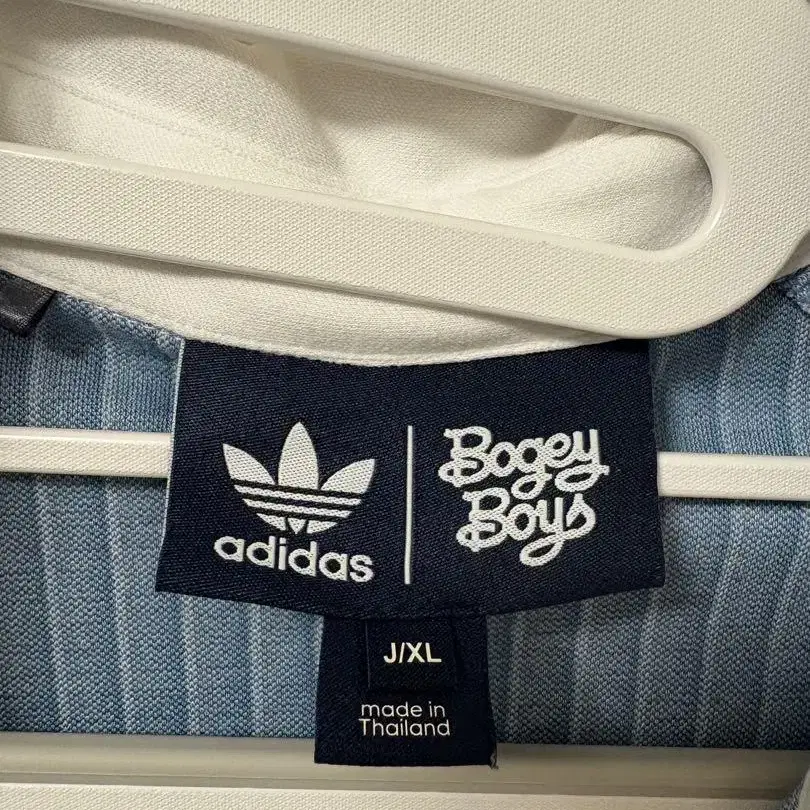 adidas
Bogey
Boys
J/XL
made in
Thailand